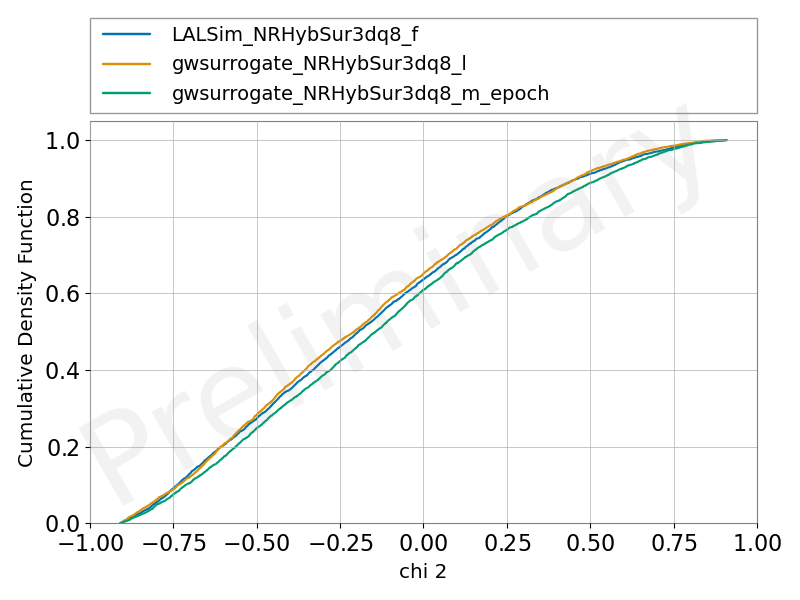 LALSim_NRHybSur3dq8_f
gwsurrogate_NRHybSur3dq8_l
gwsurrogate_NRHybSur3dq8_m_epoch
Preliminary
Cumulative Density Function
1.0
0.8
0.6
0.4
0.2
0.0
−1.00 −0.75 −0.50 −0.25 0.00 0.25 0.50 0.75 1.00
chi 2